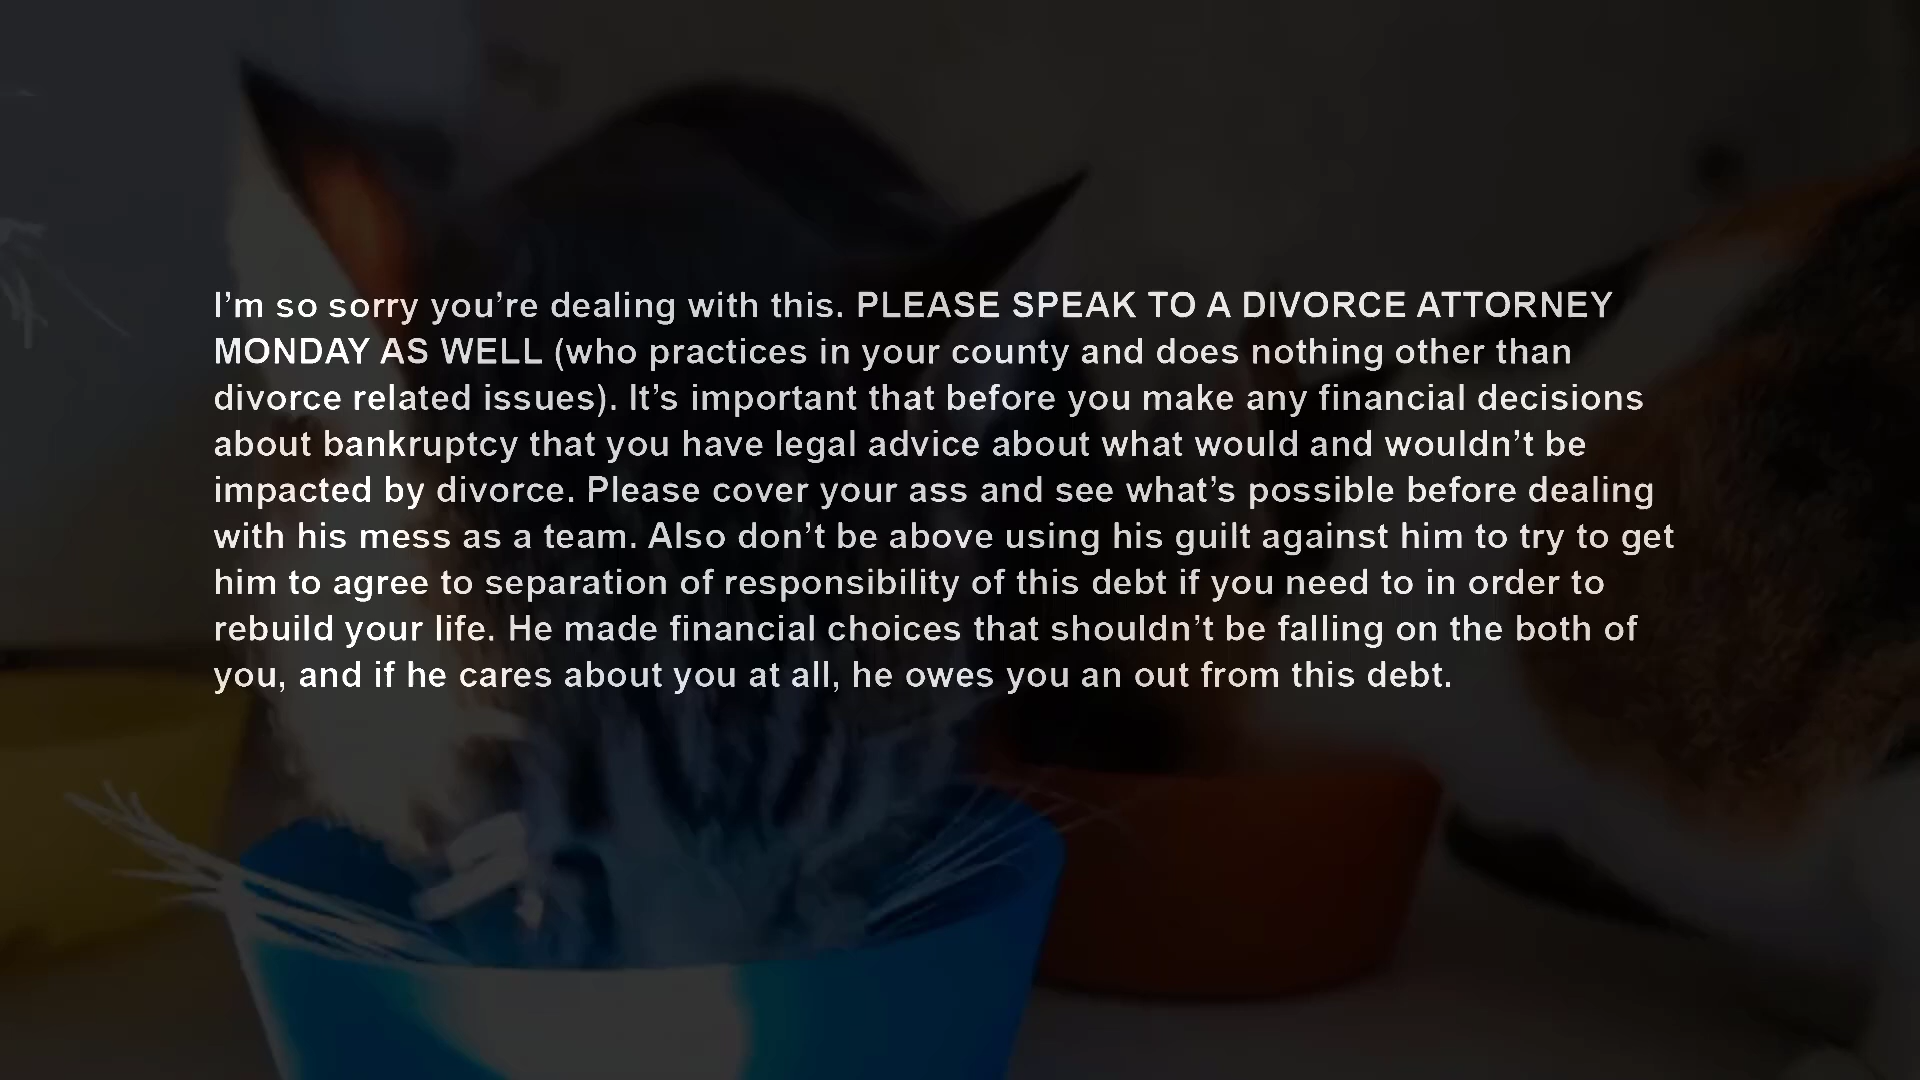 I’m so sorry you’re dealing with this. PLEASE SPEAK TO A DIVORCE ATTORNEY
MONDAY AS WELL (who practices in your county and does nothing other than
divorce related issues). It’s important that before you make any financial decisions
about bankruptcy that you have legal advice about what would and wouldn’t be
impacted by divorce. Please cover your ass and see what’s possible before dealing
with his mess as a team. Also don’t be above using his guilt against him to try to get
him to agree to separation of responsibility of this debt if you need to in order to
rebuild your life. He made financial choices that shouldn’t be falling on the both of
you, and if he cares about you at all, he owes you an out from this debt.